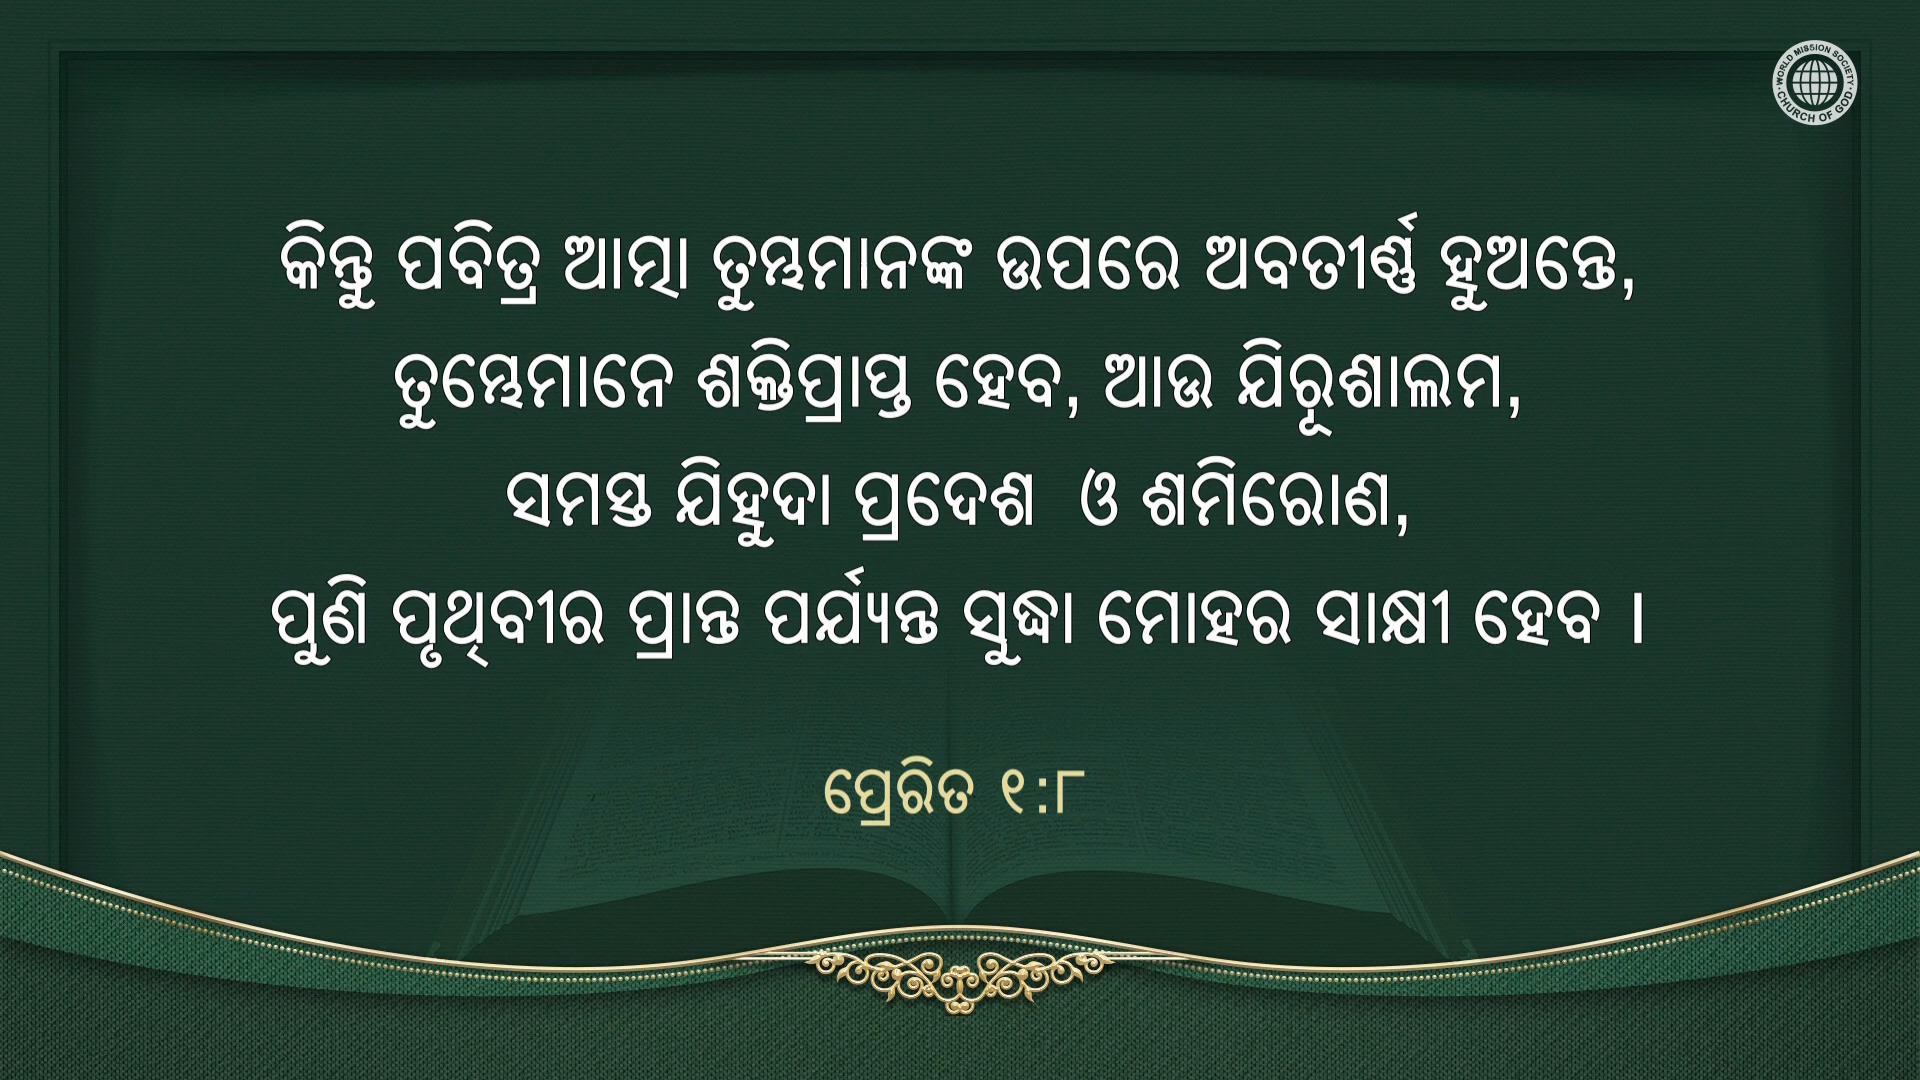 WORLD MISSION SOCIETY
CHURCH OF GOD
କିନ୍ତୁ ପବିତ୍ର ଆତ୍ମା ତୁମ୍ଭମାନଙ୍କ ଉପରେ ଅବତୀର୍ଣ୍ଣ ହୁଅନ୍ତେ,
ତୁମ୍ଭେମାନେ ଶକ୍ତିପ୍ରାପ୍ତ ହେବ, ଆଉ ଯିରୂଶାଲମ,
ସମସ୍ତ ଯିହୁଦା ପ୍ରଦେଶ ଓ ଶମିରୋଣ,
ପୁଣି ପୃଥିବୀର ପ୍ରାନ୍ତ ପର୍ଯ୍ୟନ୍ତ ସୁଦ୍ଧା ମୋହର ସାକ୍ଷୀ ହେବ ।
ପ୍ରେରିତ ୧:୮